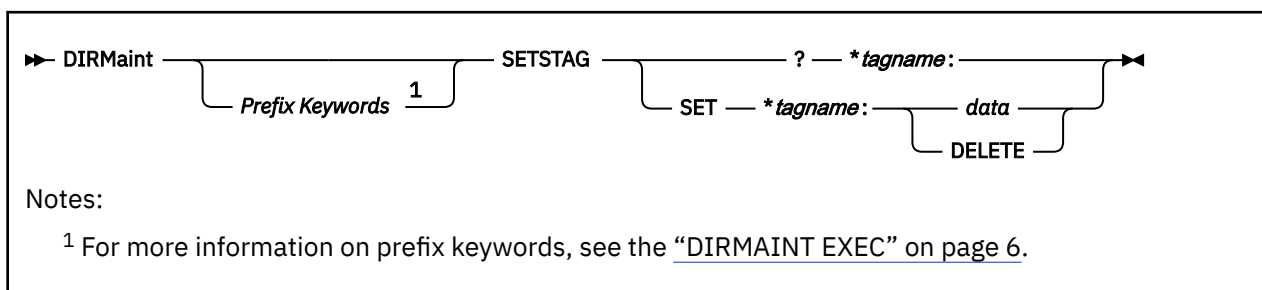 DIRMaint SETSTAG ? *tagname:
Prefix Keywords 1 SET *tagname: data
DELETE
Notes:
1 For more information on prefix keywords, see the “DIRMAINT EXEC” on page 6.